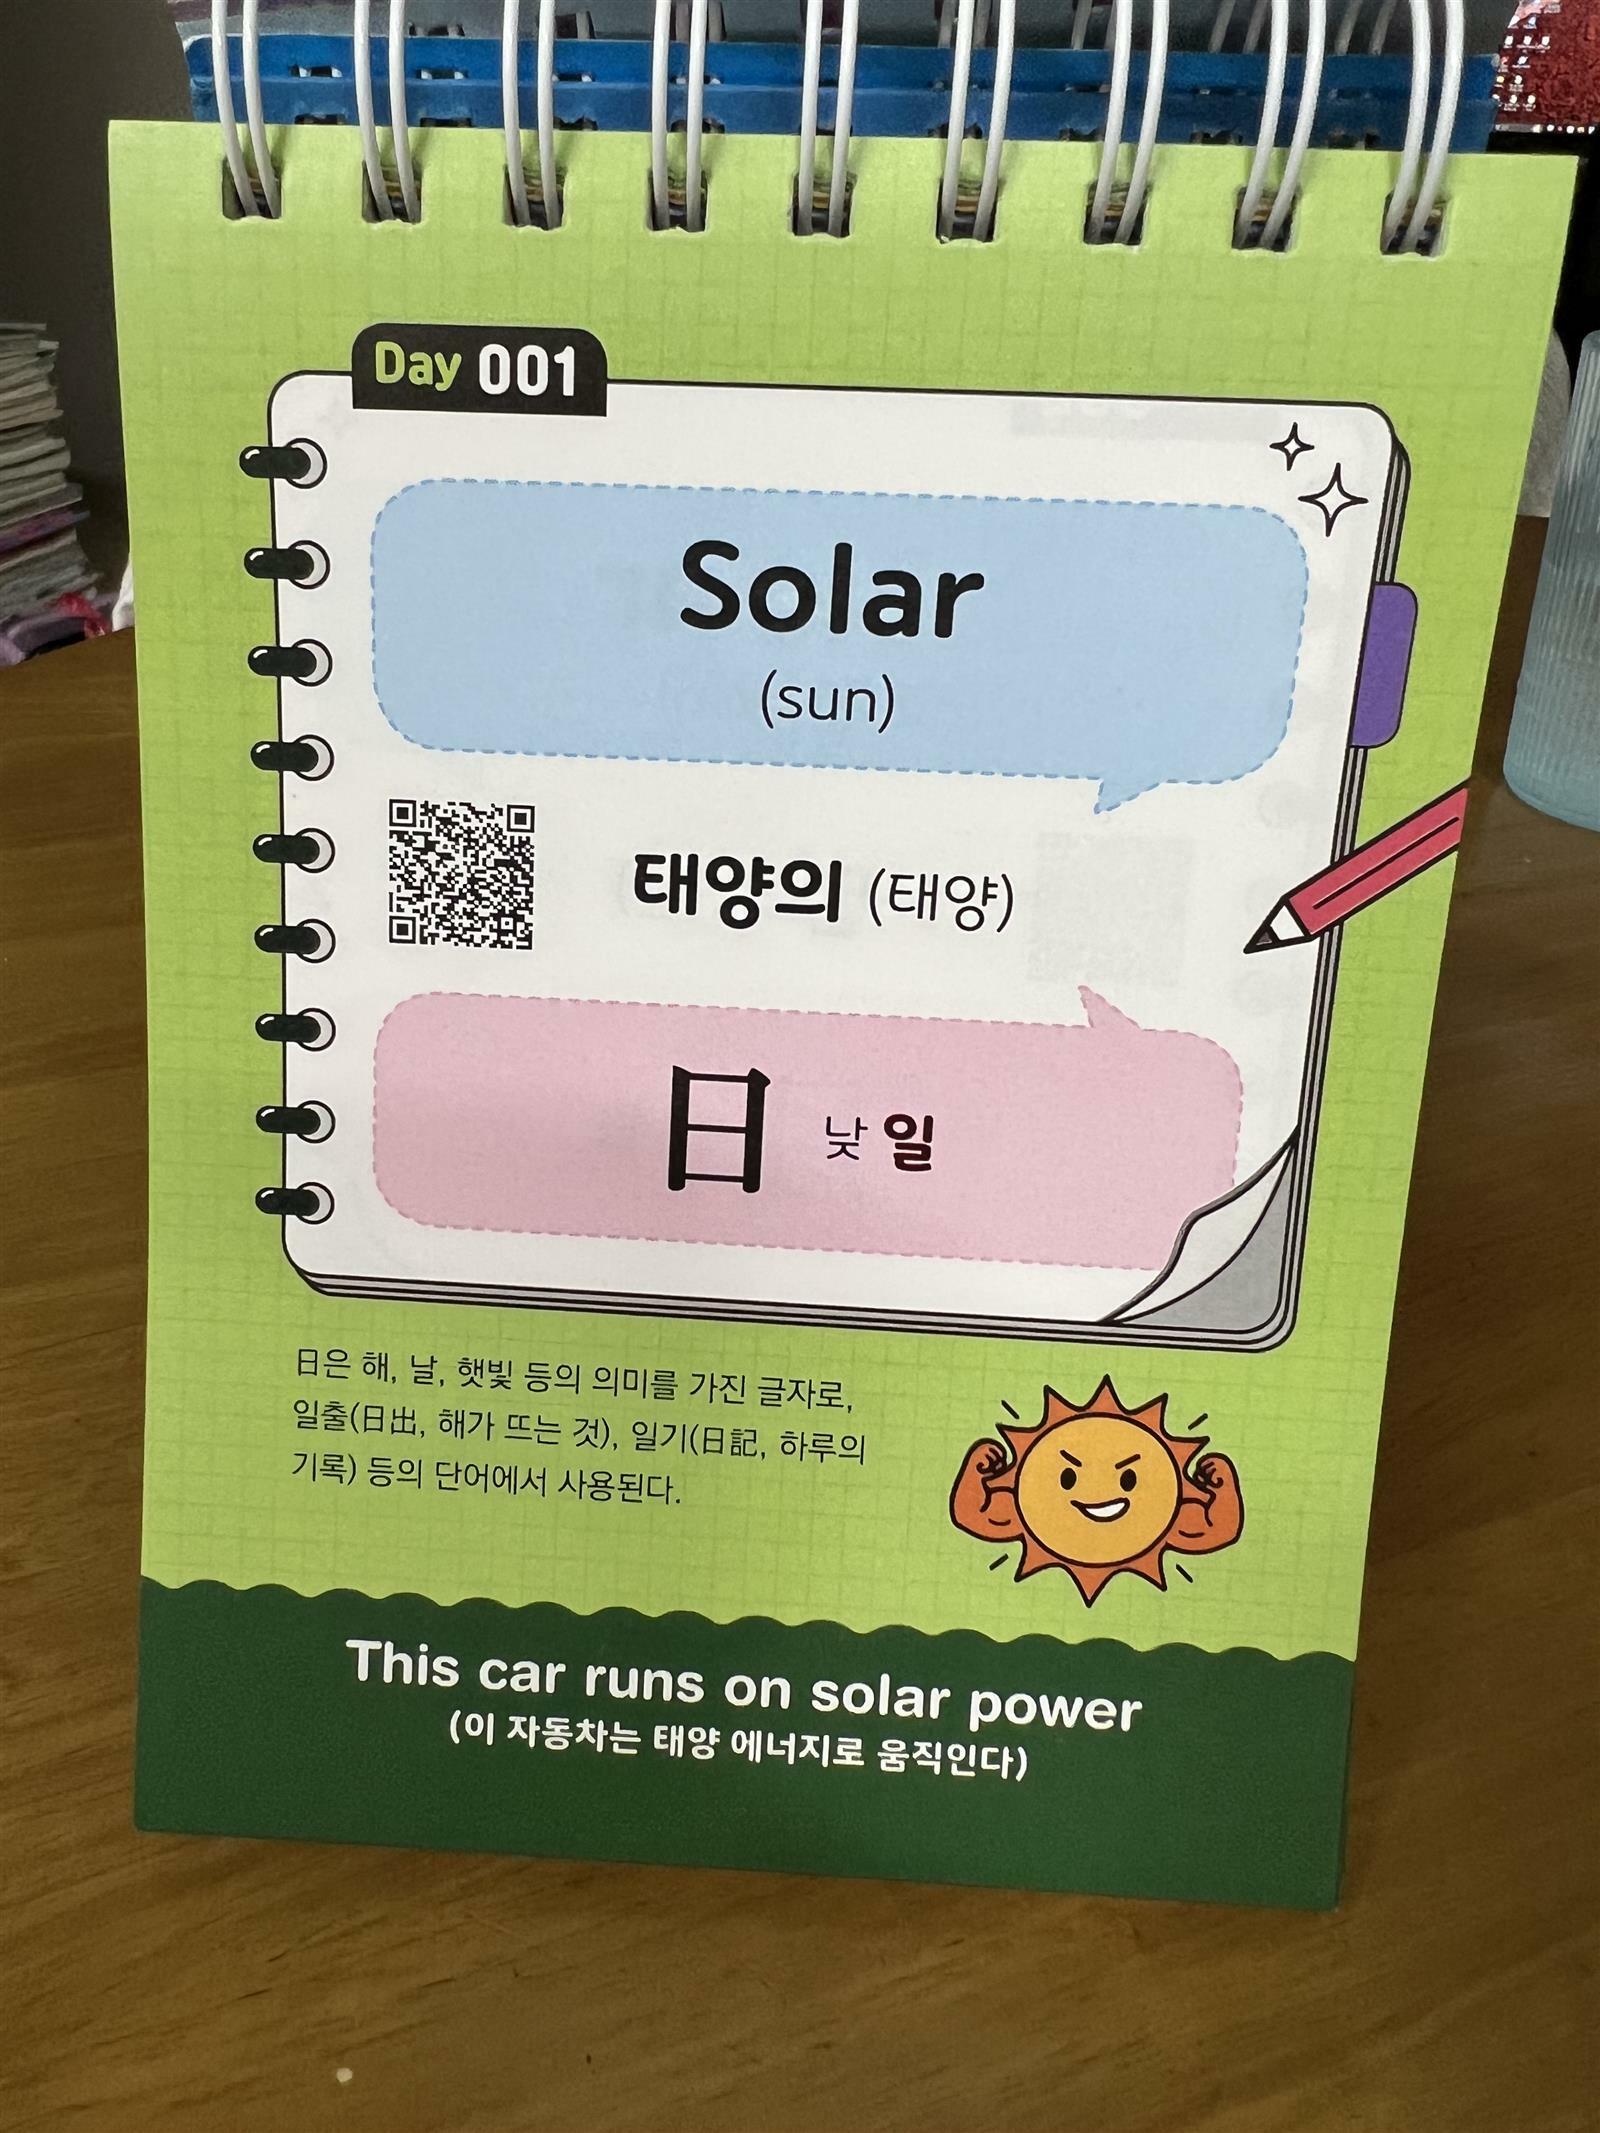 Day 001
Solar
(sun)
태양의 (태양)
日 낮 일
日은 해, 날, 햇빛 등의 의미를 가진 글자로,
일출(日出, 해가 뜨는 것), 일기(日記, 하루의
기록) 등의 단어에서 사용된다.
This car runs on solar power
(이 자동차는 태양 에너지로 움직인다)